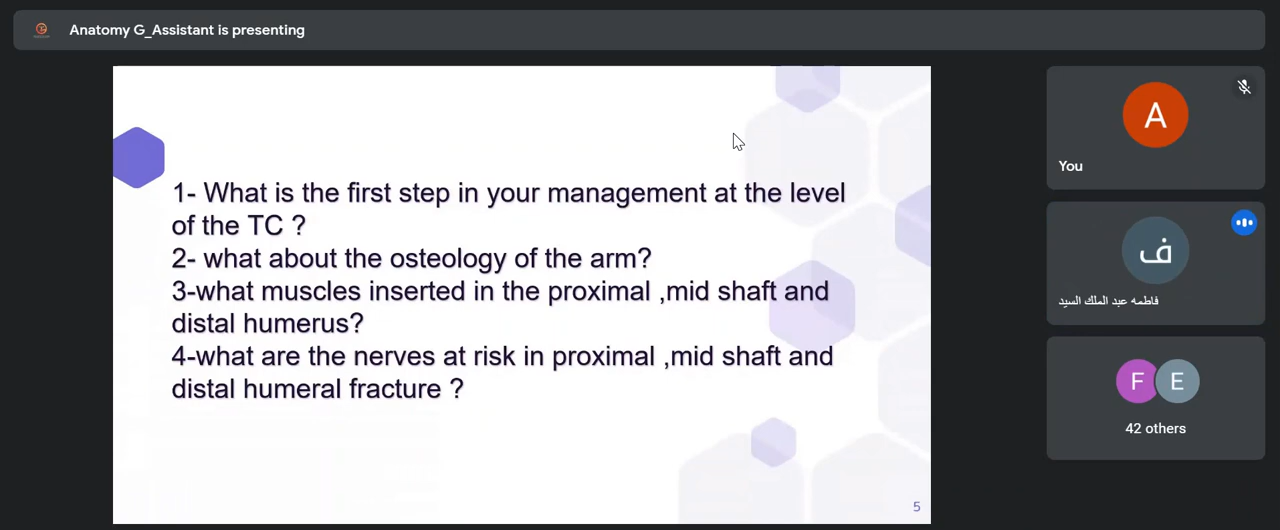 Anatomy G_Assistant is presenting
1- What is the first step in your management at the level
of the TC ?
2- what about the osteology of the arm?
3-what muscles inserted in the proximal ,mid shaft and
distal humerus?
4-what are the nerves at risk in proximal ,mid shaft and
distal humeral fracture ?
5
A
You
ف
فاطمه عبد الملك السيد
F E
42 others